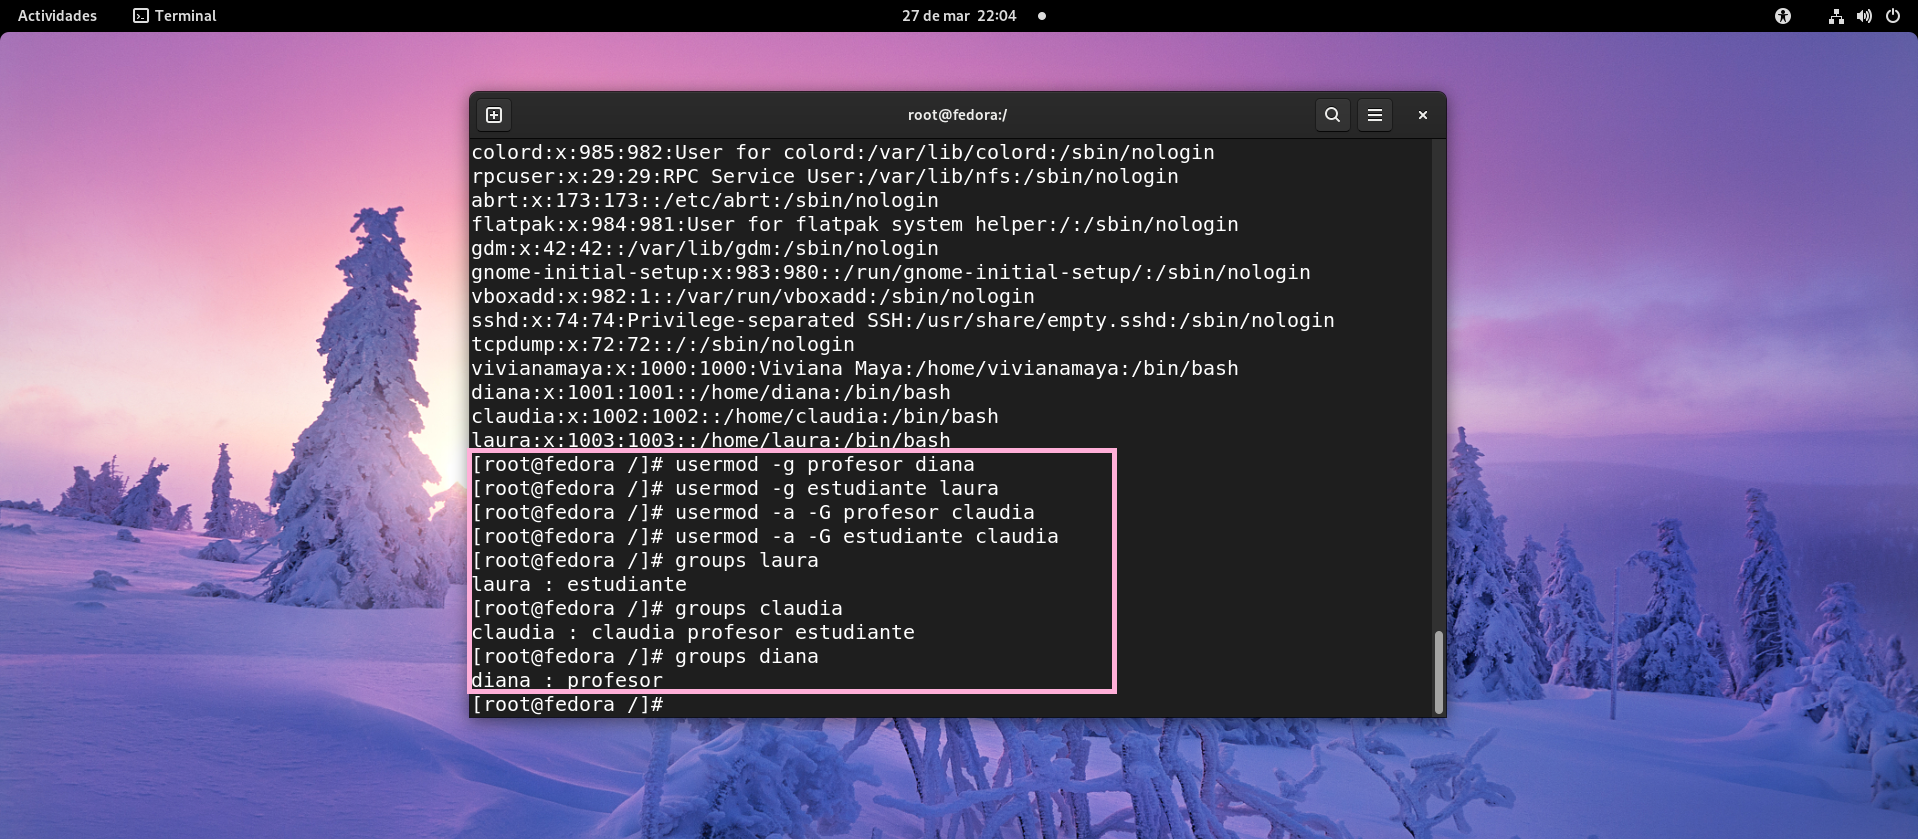 Actividades Terminal 27 de mar 22:04
root@fedora:/
colord:x:985:982:User for colord:/var/lib/colord:/sbin/nologin
rpcuser:x:29:29:RPC Service User:/var/lib/nfs:/sbin/nologin
abrt:x:173:173::/etc/abrt:/sbin/nologin
flatpak:x:984:981:User for flatpak system helper:/:/sbin/nologin
gdm:x:42:42::/var/lib/gdm:/sbin/nologin
gnome-initial-setup:x:983:980::/run/gnome-initial-setup/:/sbin/nologin
vboxadd:x:982:1::/var/run/vboxadd:/sbin/nologin
sshd:x:74:74:Privilege-separated SSH:/usr/share/empty.sshd:/sbin/nologin
tcpdump:x:72:72::/:/sbin/nologin
vivianamaya:x:1000:1000:Viviana Maya:/home/vivianamaya:/bin/bash
diana:x:1001:1001::/home/diana:/bin/bash
claudia:x:1002:1002::/home/claudia:/bin/bash
laura:x:1003:1003::/home/laura:/bin/bash
[root@fedora /]# usermod -g profesor diana
[root@fedora /]# usermod -g estudiante laura
[root@fedora /]# usermod -a -G profesor claudia
[root@fedora /]# usermod -a -G estudiante claudia
[root@fedora /]# groups laura
laura : estudiante
[root@fedora /]# groups claudia
claudia : claudia profesor estudiante
[root@fedora /]# groups diana
diana : profesor
[root@fedora /]#